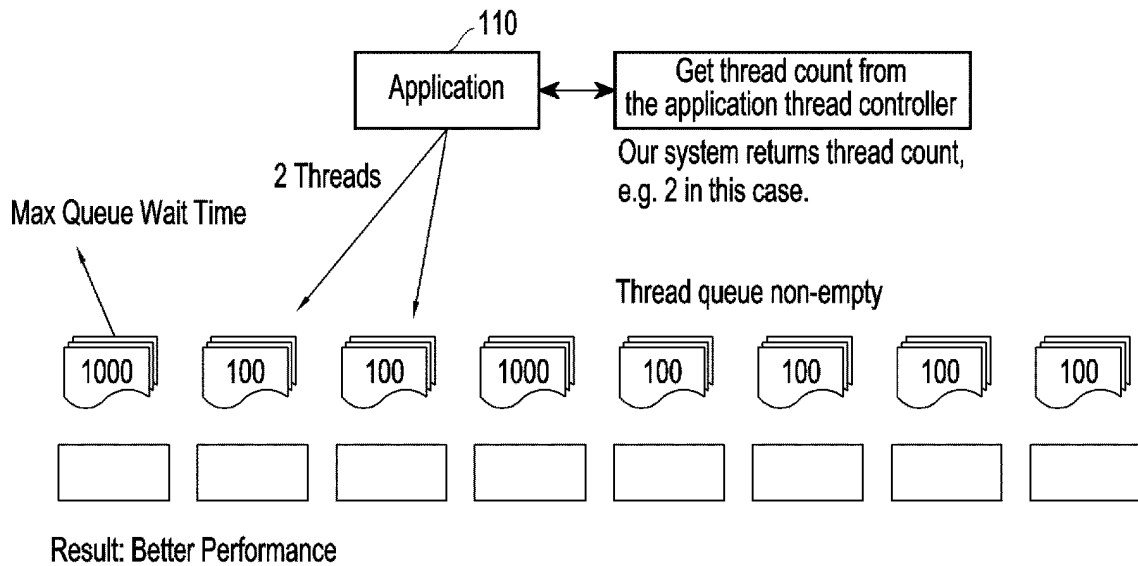 110
Application
Get thread count from
the application thread controller
Our system returns thread count,
e.g. 2 in this case.
2 Threads
Max Queue Wait Time
Thread queue non-empty
1000 100 100 1000 100 100 100 100
Result: Better Performance